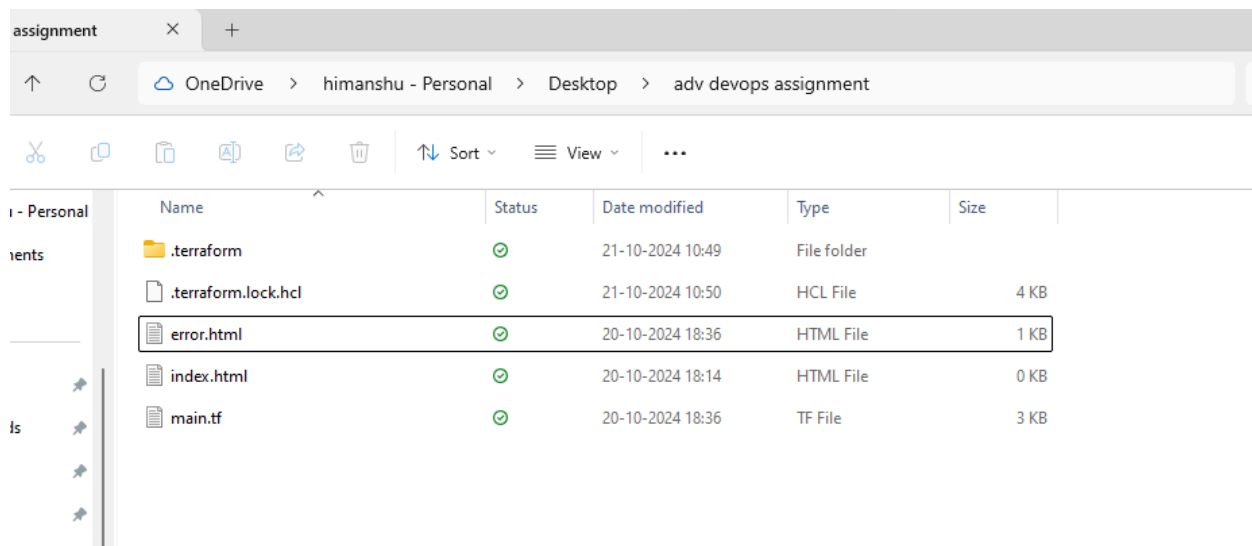 assignment
OneDrive > himanshu - Personal > Desktop > adv devops assignment
Sort View ...
- Personal
Name Status Date modified Type Size
.terraform 21-10-2024 10:49 File folder
.terraform.lock.hcl 21-10-2024 10:50 HCL File 4 KB
error.html 20-10-2024 18:36 HTML File 1 KB
index.html 20-10-2024 18:14 HTML File 0 KB
main.tf 20-10-2024 18:36 TF File 3 KB